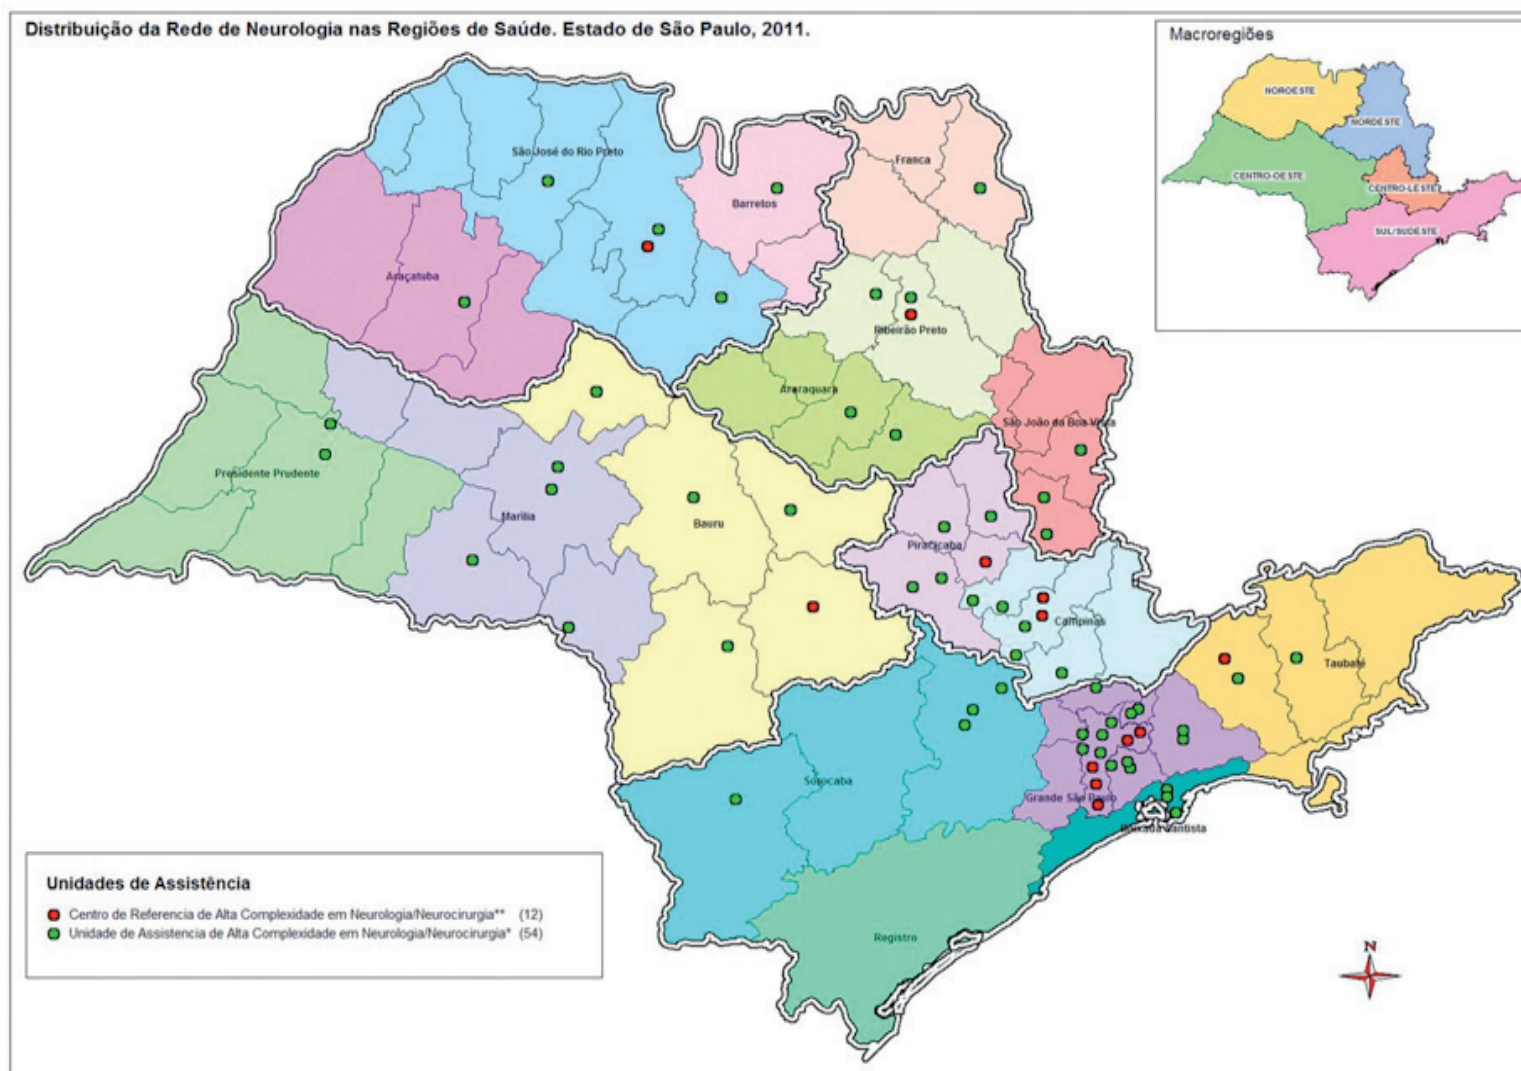 Distribuição da Rede de Neurologia nas Regiões de Saúde. Estado de São Paulo, 2011.
Macroregiões
NOROESTE
NORDESTE
CENTRO-OESTE
CENTRO-LESTE
SUL/SUDESTE
São José do Rio Preto
Franca
Barretos
Araçatuba
Ribeirão Preto
Araraquara
São João da Boa Vista
Presidente Prudente
Marília
Bauru
Piracicaba
Campinas
Taubaté
Sorocaba
Grande São Paulo
Baixada Santista
Registro
Unidades de Assistência
Centro de Referencia de Alta Complexidade em Neurologia/Neurocirurgia** (12)
Unidade de Assistencia de Alta Complexidade em Neurologia/Neurocirurgia* (54)
N